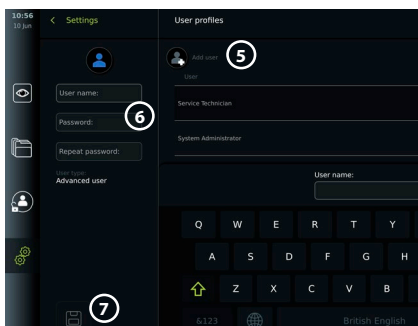 10:56
10 Jun
Settings
User profiles
Add user
5
User
User name:
Service Technician
Password:
6
System Administrator
Repeat password:
User type:
Advanced user
User name:
Q W E R T Y
A S D F G H
Z X C V B
7
&123
British English